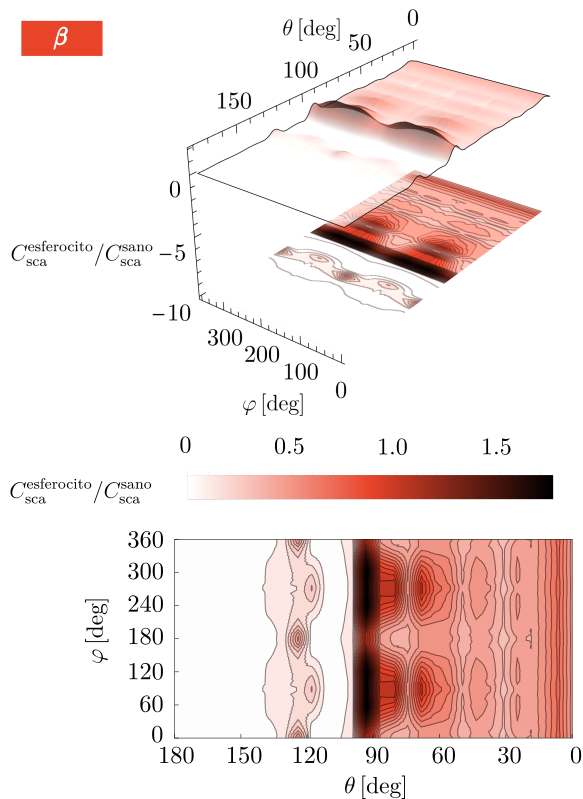 β
θ [deg]
0
50
100
150
0
−5
−10
C_sca^esferocito/C_sca^sano
300
200
100
0
φ [deg]
0 0.5 1.0 1.5
C_sca^esferocito/C_sca^sano
360
300
240
180
120
60
0
φ [deg]
180 150 120 90 60 30 0
θ [deg]